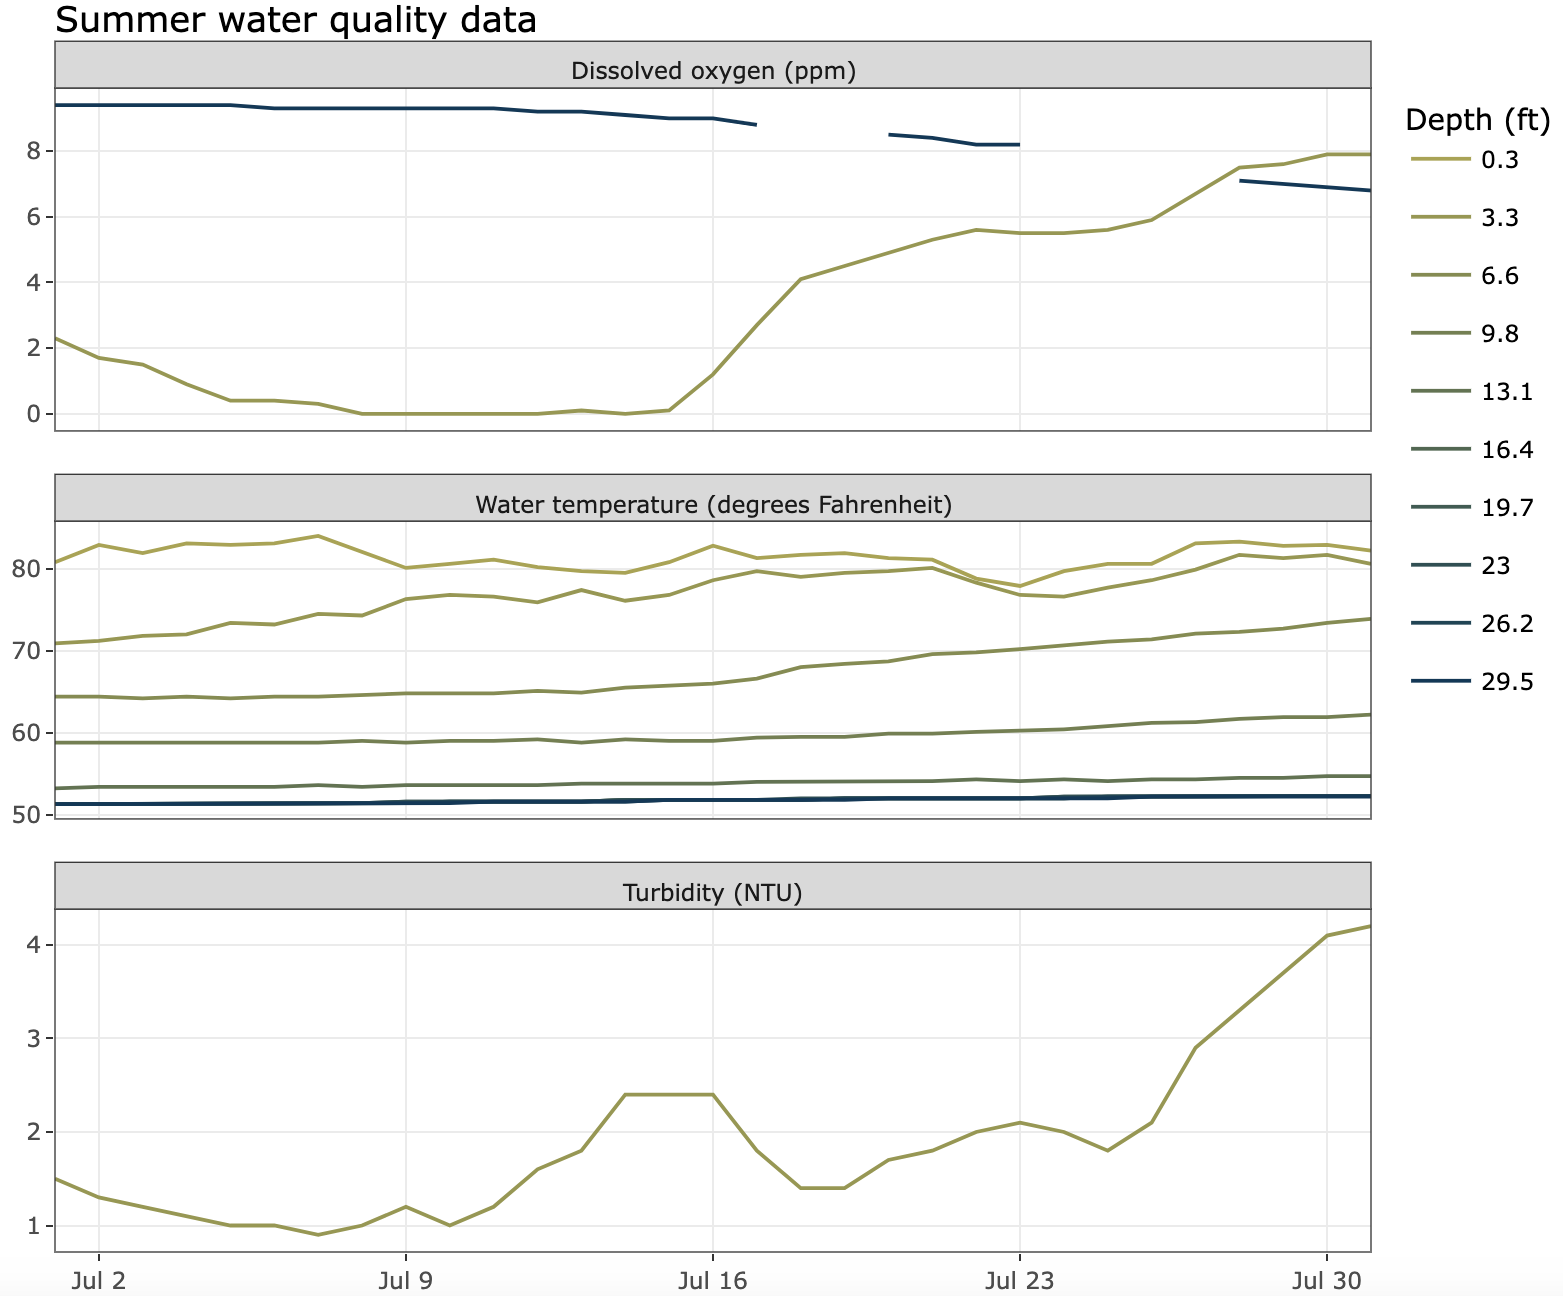 Summer water quality data
Dissolved oxygen (ppm)
8
6
4
2
0
Water temperature (degrees Fahrenheit)
80
70
60
50
Turbidity (NTU)
4
3
2
1
Jul 2
Jul 9
Jul 16
Jul 23
Jul 30
Depth (ft)
0.3
3.3
6.6
9.8
13.1
16.4
19.7
23
26.2
29.5